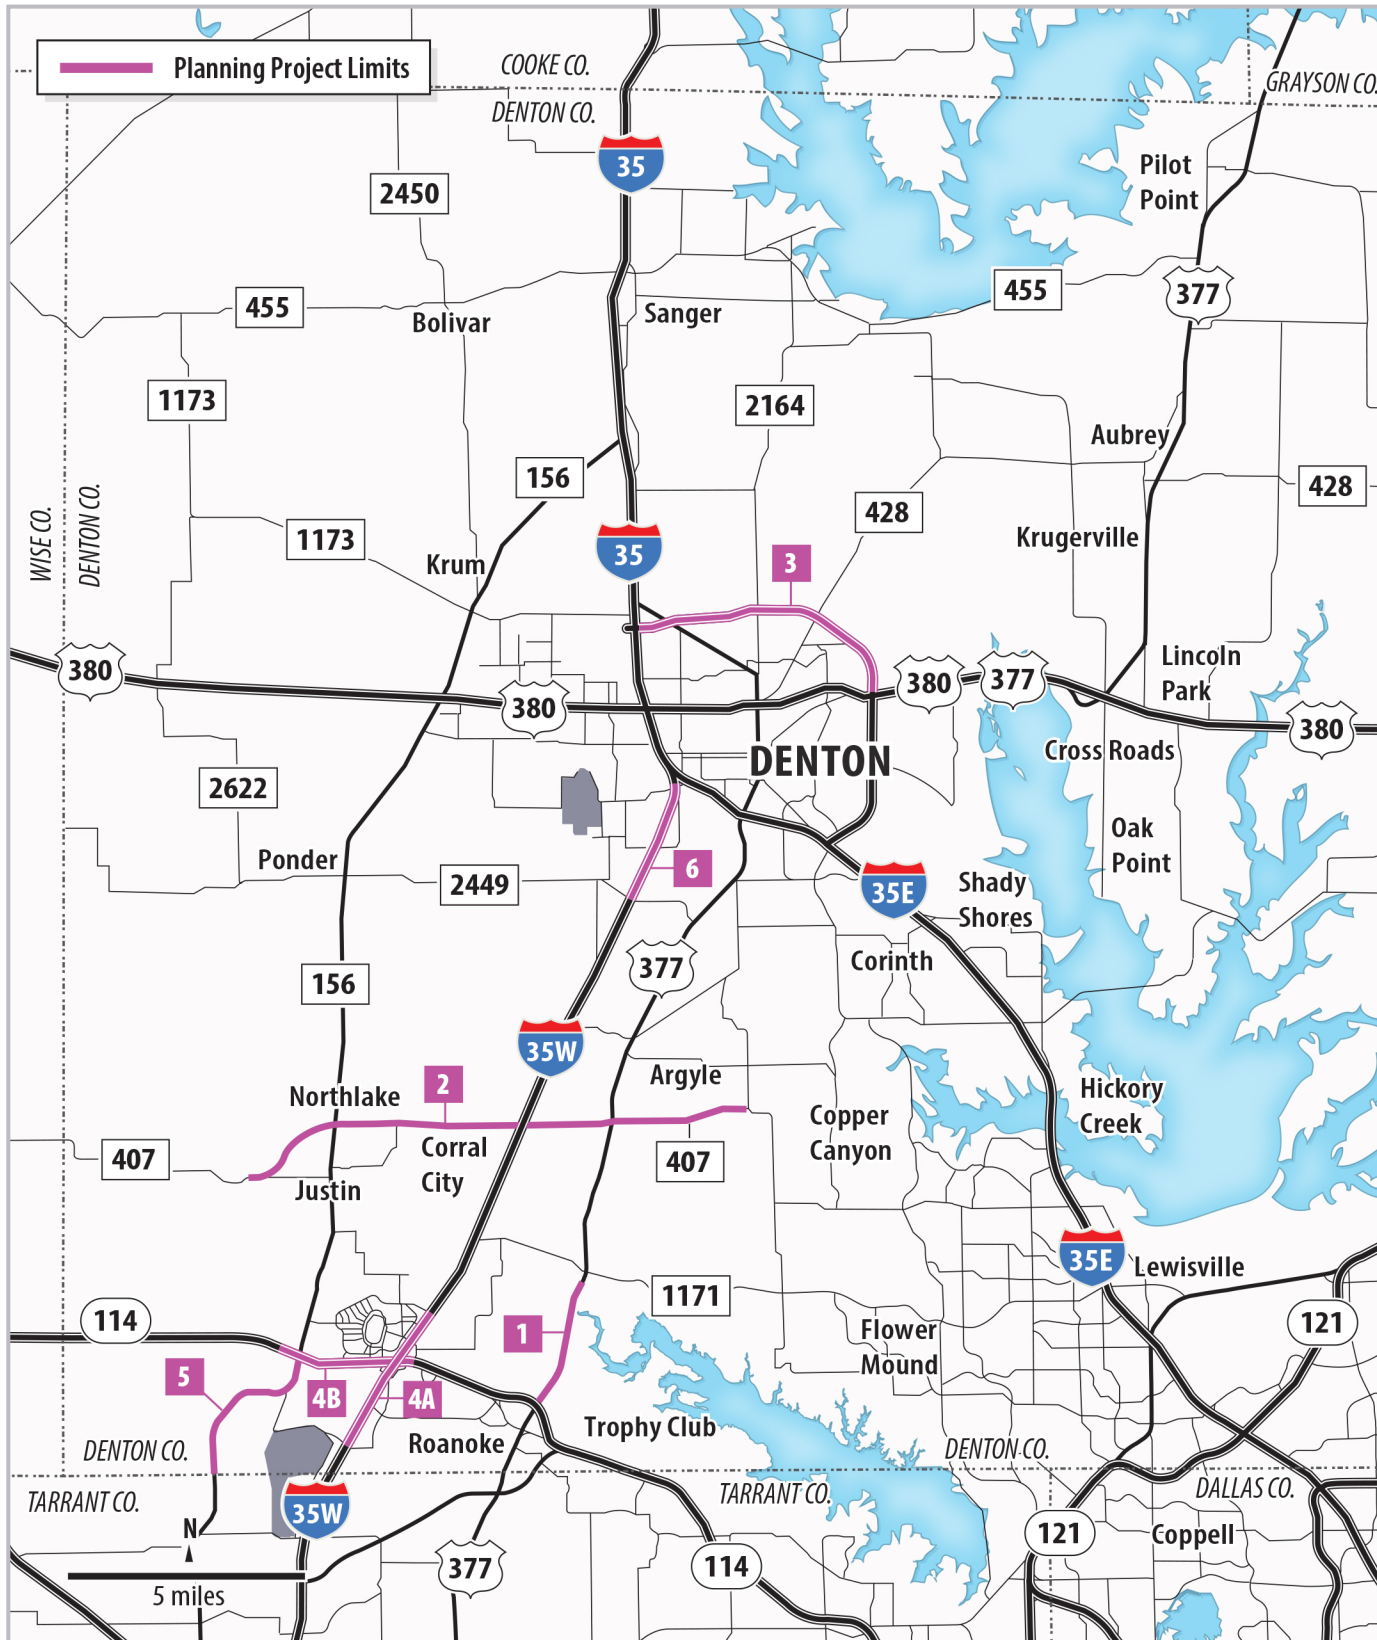 Planning Project Limits
COOKE CO.
DENTON CO.
GRAYSON CO.
35
Pilot
Point
2450
377
455
455
Bolivar
Sanger
1173
2164
Aubrey
156
428
428
WISE CO.
DENTON CO.
1173
Krum
35
Krugerville
3
380
380
380
377
Lincoln
Park
380
Cross Roads
DENTON
2622
Oak
Point
Ponder
2449
6
35E
Shady
Shores
156
377
Corinth
35W
Argyle
2
Northlake
Hickory
Creek
Copper
Canyon
407
Corral
City
407
Justin
35E
Lewisville
114
1171
121
1
Flower
Mound
5
4B
4A
Trophy Club
Roanoke
DENTON CO.
DENTON CO.
TARRANT CO.
TARRANT CO.
DALLAS CO.
35W
N
121
Coppell
377
114
5 miles